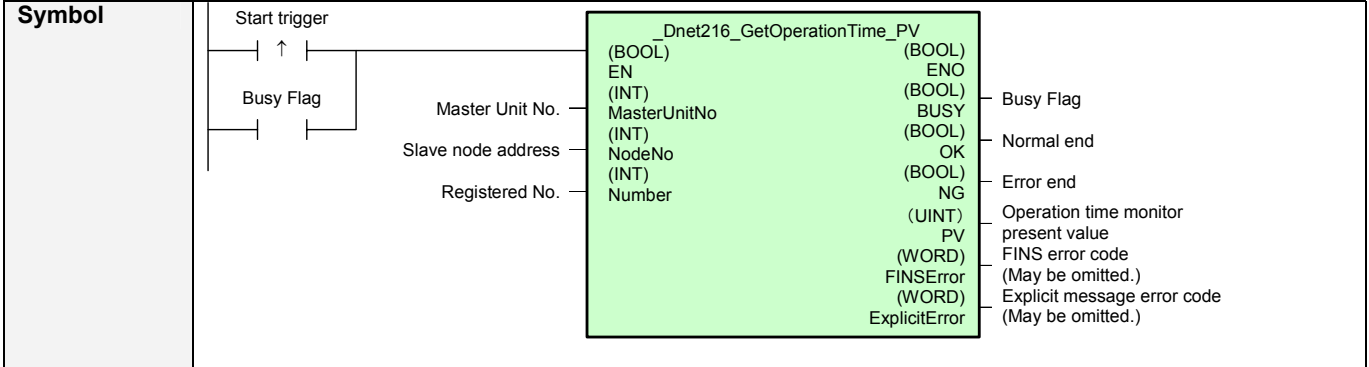 Symbol
Start trigger
↑
Busy Flag
Master Unit No.
Slave node address
Registered No.
_Dnet216_GetOperationTime_PV
(BOOL) (BOOL)
EN ENO
(INT) (BOOL)
MasterUnitNo BUSY
(INT) (BOOL)
NodeNo OK
(INT) (BOOL)
Number NG
（UINT）
PV
(WORD)
FINSError
(WORD)
ExplicitError
Busy Flag
Normal end
Error end
Operation time monitor
present value
FINS error code
(May be omitted.)
Explicit message error code
(May be omitted.)